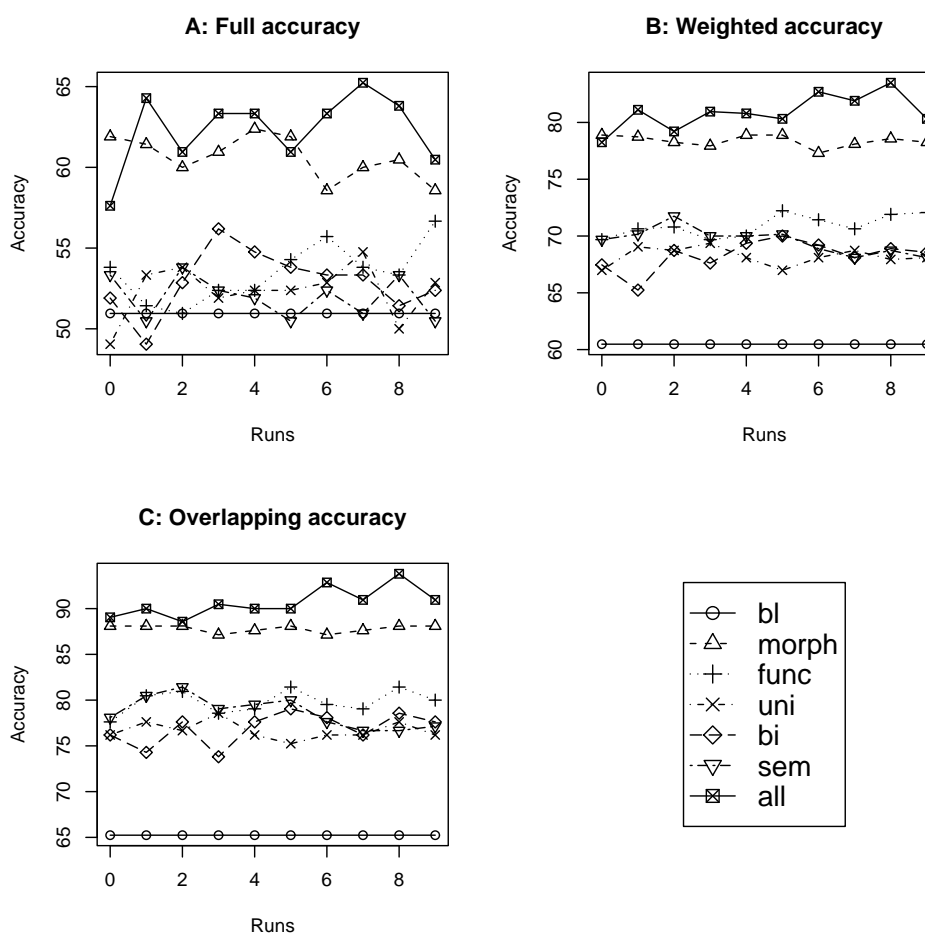 A: Full accuracy
Accuracy
50 55 60 65
0 2 4 6 8
Runs
B: Weighted accuracy
Accuracy
60 65 70 75 80
0 2 4 6 8
Runs
C: Overlapping accuracy
Accuracy
65 70 75 80 85 90
0 2 4 6 8
Runs
bl
morph
func
uni
bi
sem
all